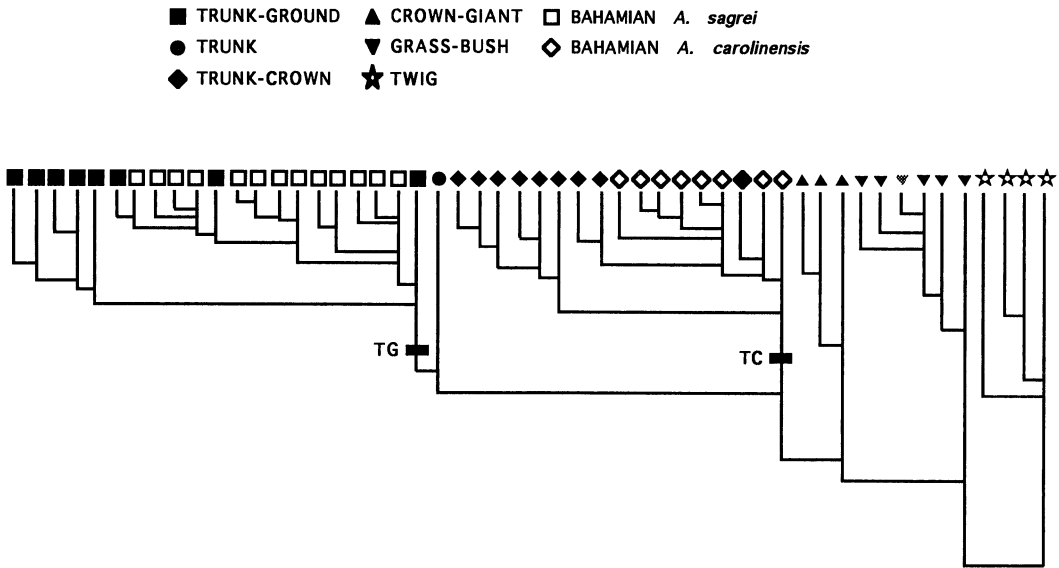 TRUNK-GROUND CROWN-GIANT BAHAMIAN A. sagrei
TRUNK GRASS-BUSH BAHAMIAN A. carolinensis
TRUNK-CROWN TWIG
TG
TC